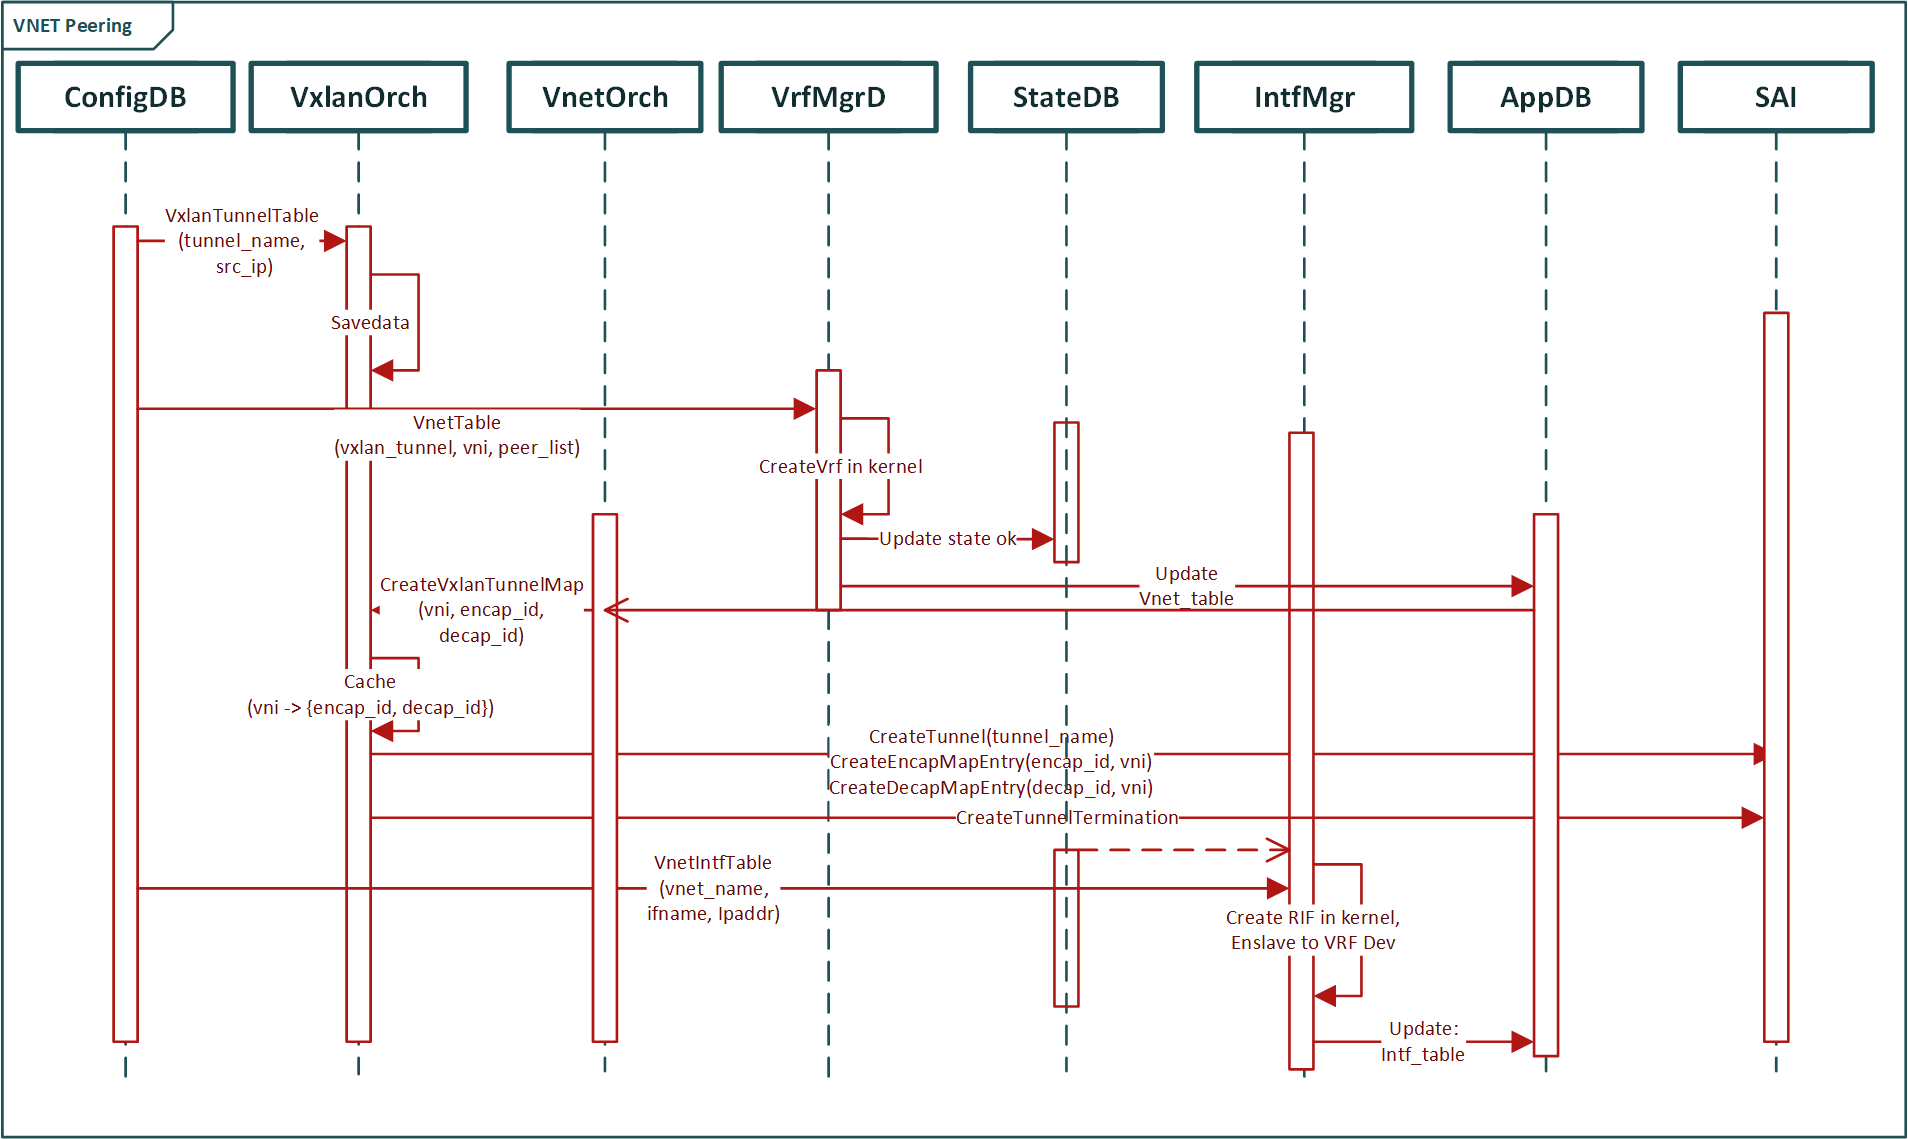 VNET Peering
ConfigDB
VxlanOrch
VnetOrch
VrfMgrD
StateDB
IntfMgr
AppDB
SAI
VxlanTunnelTable
(tunnel_name,
src_ip)
Savedata
VnetTable
(vxlan_tunnel, vni, peer_list)
CreateVrf in kernel
Update state ok
Update
Vnet_table
CreateVxlanTunnelMap
(vni, encap_id,
decap_id)
Cache
(vni -> {encap_id, decap_id})
CreateTunnel(tunnel_name)
CreateEncapMapEntry(encap_id, vni)
CreateDecapMapEntry(decap_id, vni)
CreateTunnelTermination
VnetIntfTable
(vnet_name,
ifname, Ipaddr)
Create RIF in kernel,
Enslave to VRF Dev
Update:
Intf_table